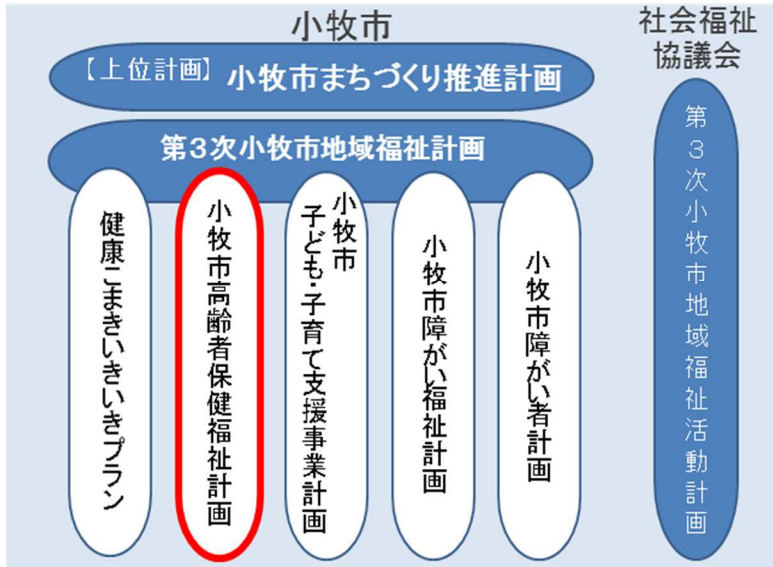 小牧市
【上位計画】 小牧市まちづくり推進計画
第3次小牧市地域福祉計画
健康こまきいきいきプラン
小牧市高齢者保健福祉計画
小牧市
子ども・子育て支援事業計画
小牧市障がい福祉計画
小牧市障がい者計画
社会福祉
協議会
第3次小牧市地域福祉活動計画